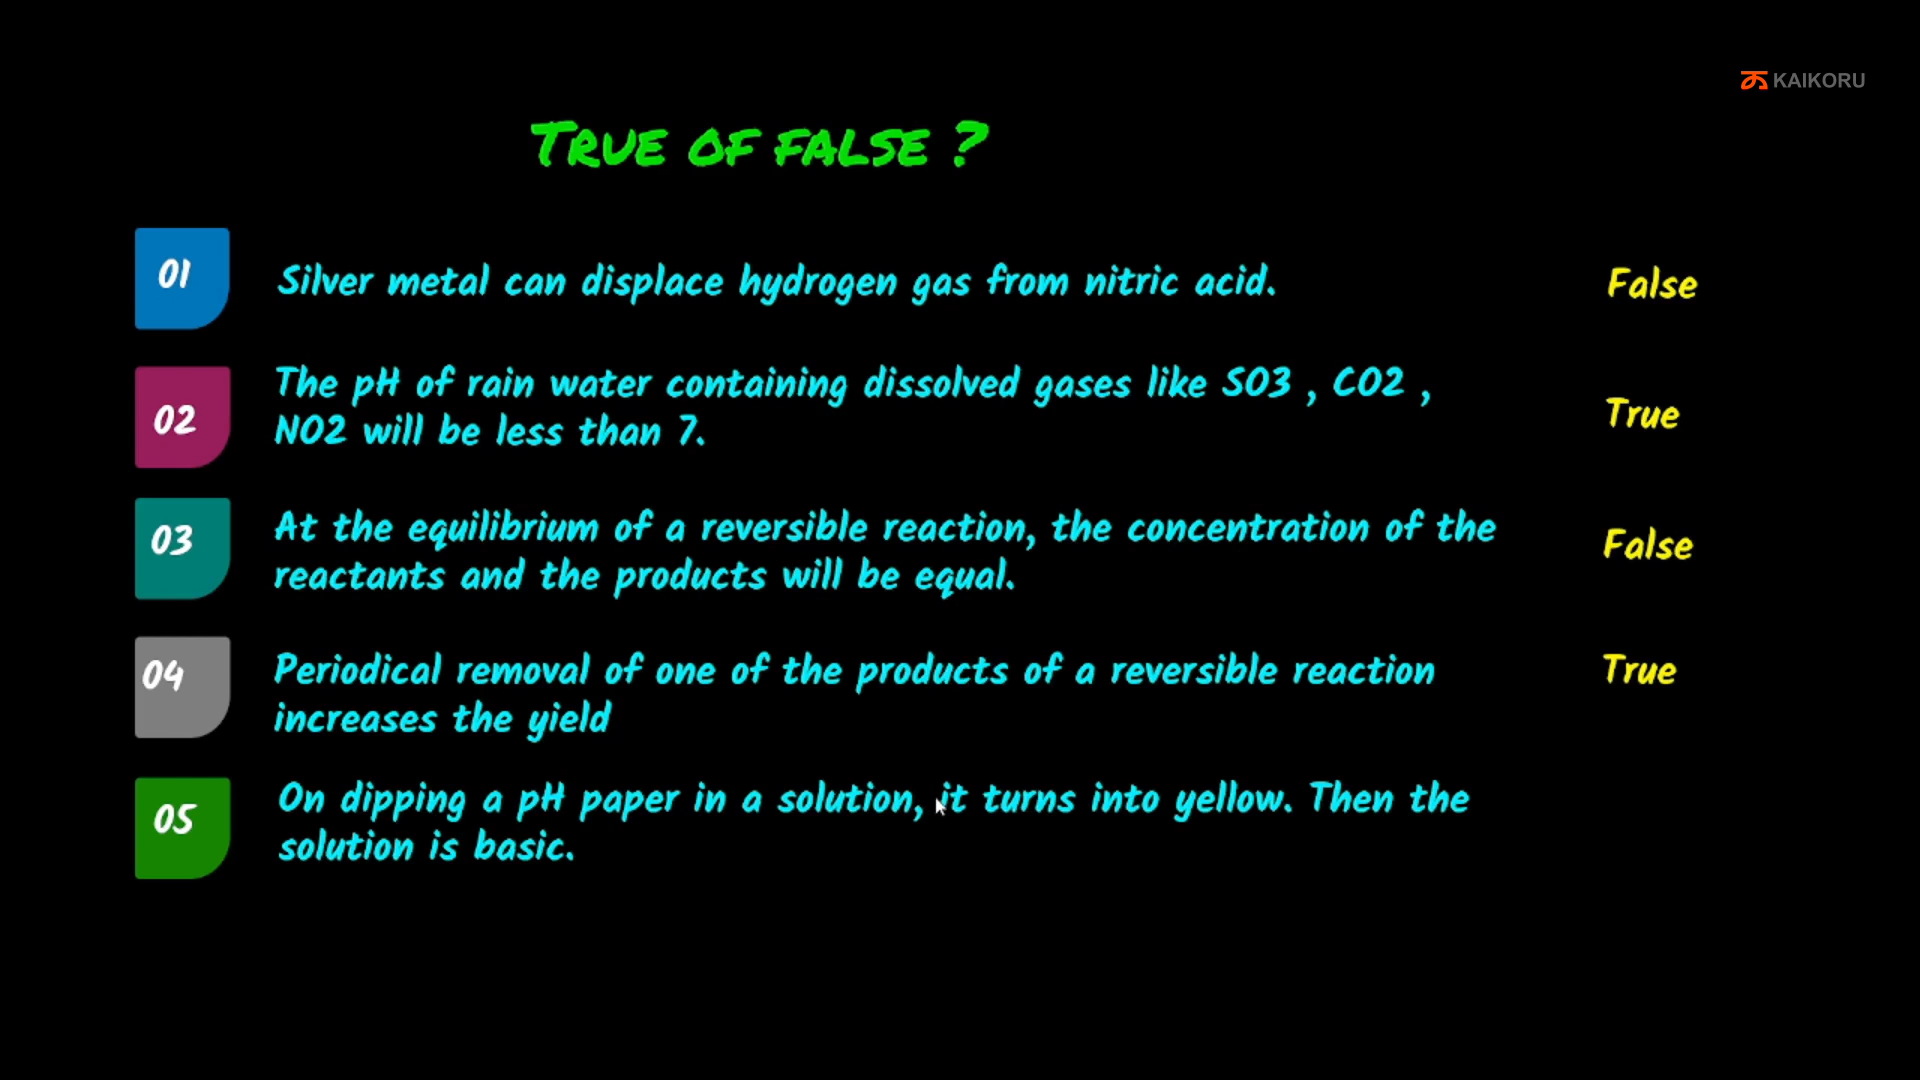 KAIKORU
TRUE OF FALSE ?
01
Silver metal can displace hydrogen gas from nitric acid.
False
02
The pH of rain water containing dissolved gases like SO3 , CO2 ,
NO2 will be less than 7.
True
03
At the equilibrium of a reversible reaction, the concentration of the
reactants and the products will be equal.
False
04
Periodical removal of one of the products of a reversible reaction
increases the yield
True
05
On dipping a pH paper in a solution, it turns into yellow. Then the
solution is basic.